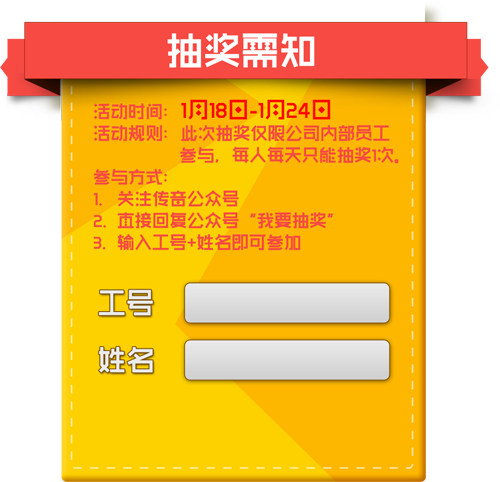 抽奖需知
活动时间：1月18日-1月24日
活动规则：此次抽奖仅限公司内部员工
参与，每人每天只能抽奖1次。
参与方式：
1. 关注传音公众号
2. 直接回复公众号“我要抽奖”
3. 输入工号+姓名即可参加
工号
姓名